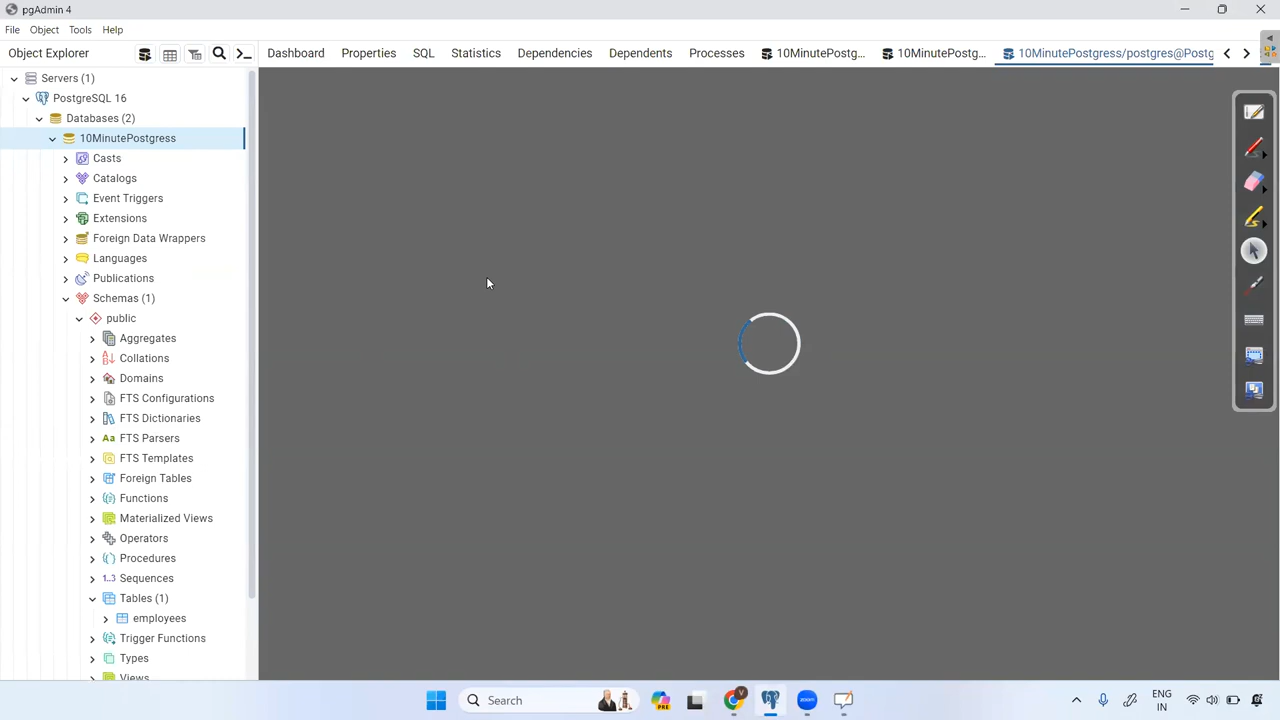 pgAdmin 4
File Object Tools Help
Object Explorer
Dashboard Properties SQL Statistics Dependencies Dependents Processes 10MinutePostg... 10MinutePostg... 10MinutePostgress/postgres@Postg
Servers (1)
PostgreSQL 16
Databases (2)
10MinutePostgress
Casts
Catalogs
Event Triggers
Extensions
Foreign Data Wrappers
Languages
Publications
Schemas (1)
public
Aggregates
Collations
Domains
FTS Configurations
FTS Dictionaries
Aa FTS Parsers
FTS Templates
Foreign Tables
Functions
Materialized Views
Operators
Procedures
1..3 Sequences
Tables (1)
employees
Trigger Functions
Types
Views
Search
PRE
V
zoom
ENG
IN